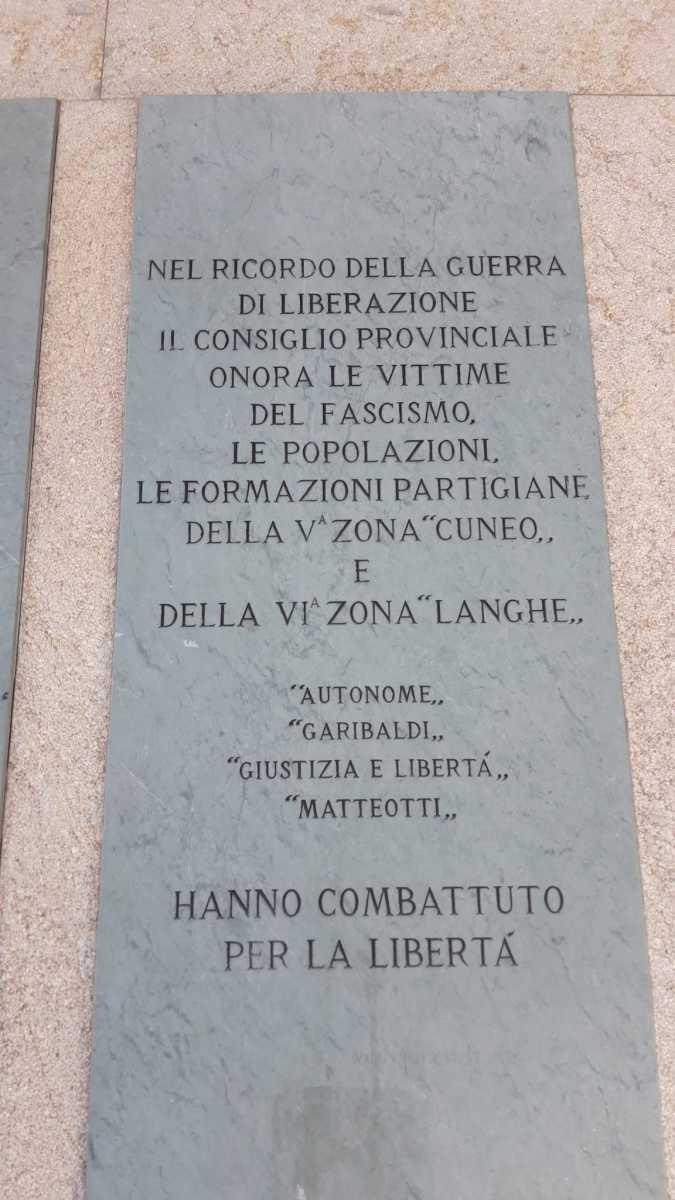 NEL RICORDO DELLA GUERRA
DI LIBERAZIONE
IL CONSIGLIO PROVINCIALE
ONORA LE VITTIME
DEL FASCISMO,
LE POPOLAZIONI,
LE FORMAZIONI PARTIGIANE
DELLA Vᴬ ZONA “CUNEO„
E
DELLA VIᴬ ZONA “LANGHE„
“AUTONOME„
“GARIBALDI„
“GIUSTIZIA E LIBERTÁ„
“MATTEOTTI„
HANNO COMBATTUTO
PER LA LIBERTÁ